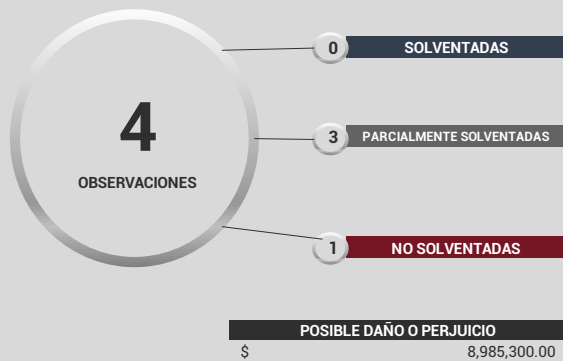 4
OBSERVACIONES
0 SOLVENTADAS
3 PARCIALMENTE SOLVENTADAS
1 NO SOLVENTADAS
POSIBLE DAÑO O PERJUICIO
$ 8,985,300.00